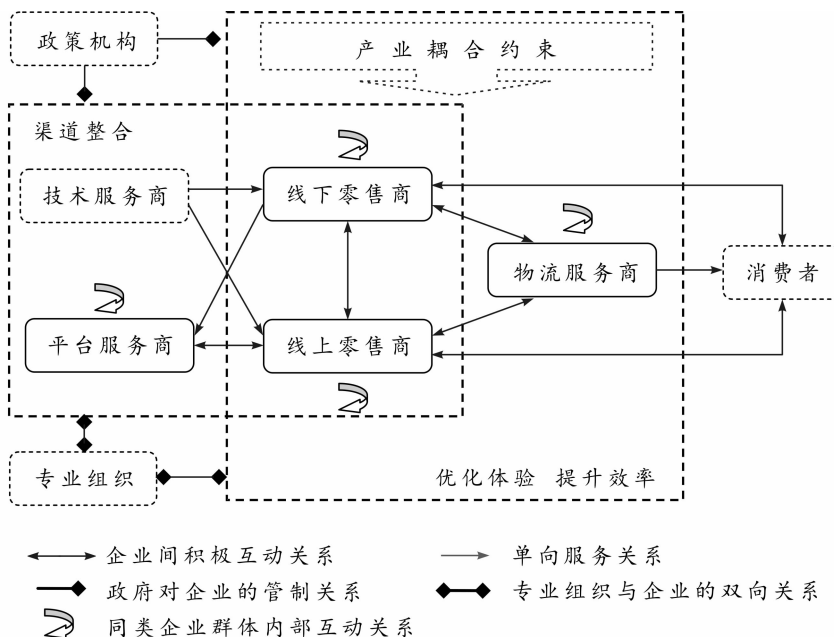 政策机构
产业耦合约束
渠道整合
技术服务商
线下零售商
物流服务商
消费者
平台服务商
线上零售商
专业组织
优化体验 提升效率
企业间积极互动关系
单向服务关系
政府对企业的管制关系
专业组织与企业的双向关系
同类企业群体内部互动关系